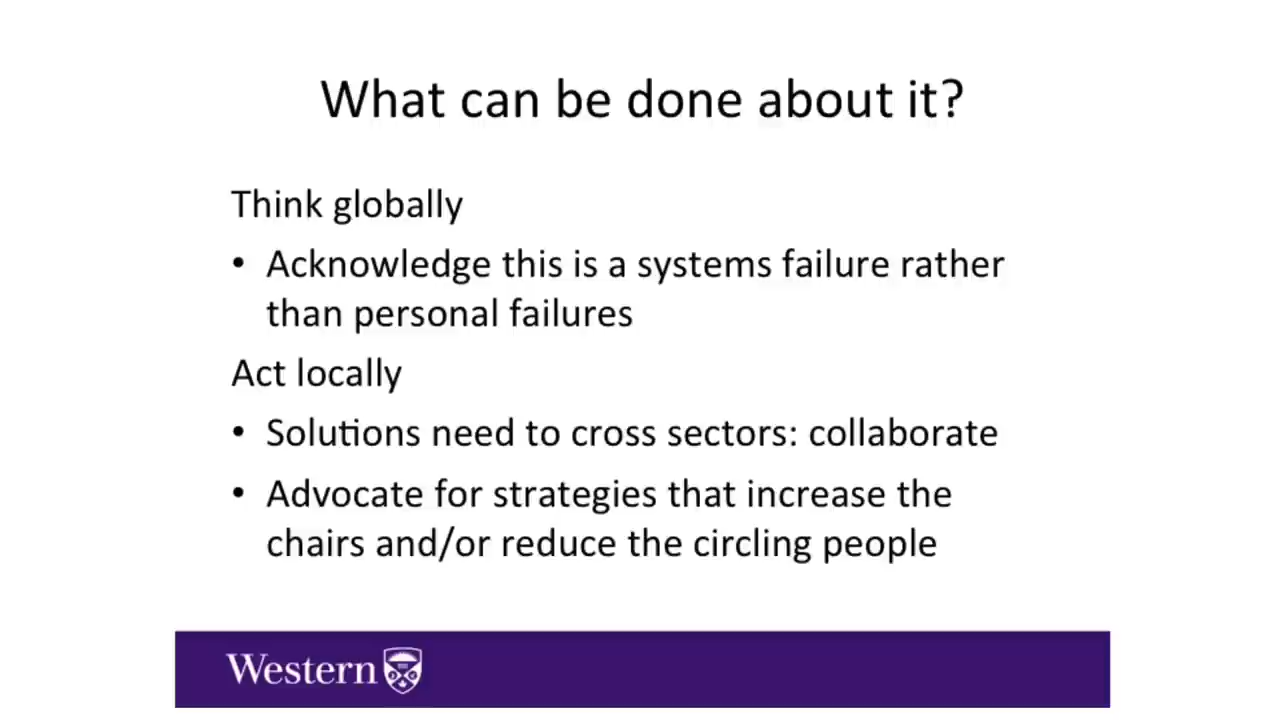 What can be done about it?
Think globally
• Acknowledge this is a systems failure rather
than personal failures
Act locally
• Solutions need to cross sectors: collaborate
• Advocate for strategies that increase the
chairs and/or reduce the circling people
Western